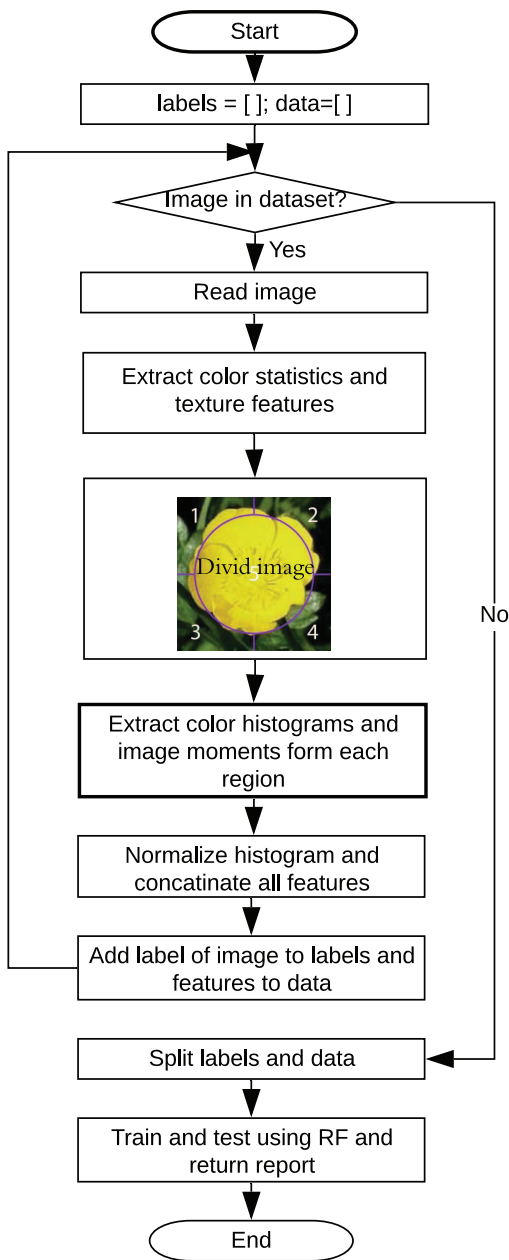 Start
labels = [ ]; data=[ ]
Image in dataset?
Yes
Read image
Extract color statistics and
texture features
1 2
Divid image
5
3 4
No
Extract color histograms and
image moments form each
region
Normalize histogram and
concatinate all features
Add label of image to labels and
features to data
Split labels and data
Train and test using RF and
return report
End